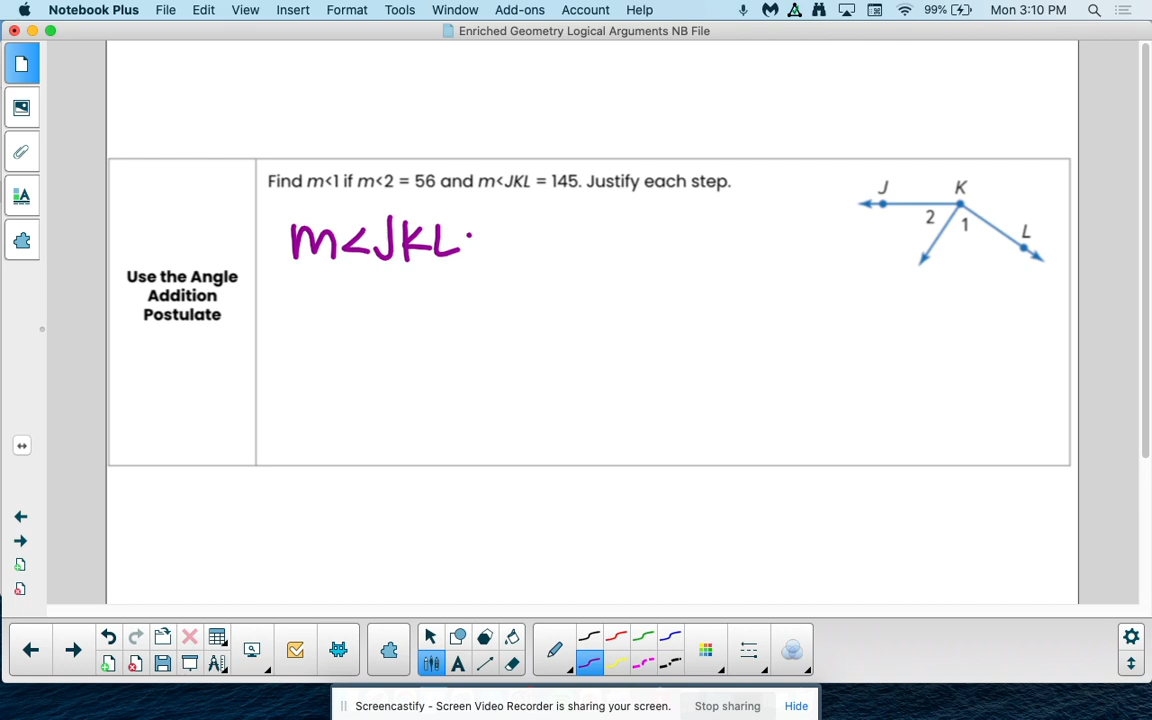 Notebook Plus File Edit View Insert Format Tools Window Add-ons Account Help 99% Mon 3:10 PM
Enriched Geometry Logical Arguments NB File
Find m<1 if m<2 = 56 and m<JKL = 145. Justify each step.
Use the Angle
Addition
Postulate
m<JKL
J K
2 1 L
Screencastify - Screen Video Recorder is sharing your screen. Stop sharing Hide